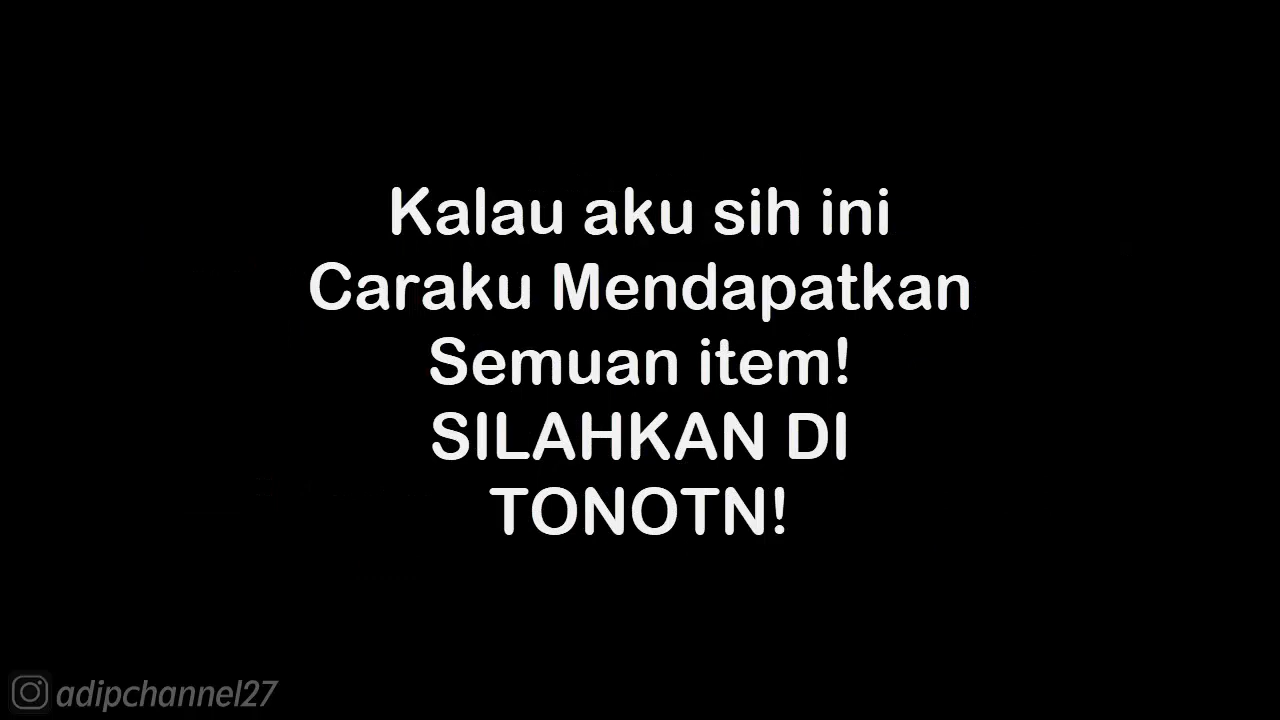 Kalau aku sih ini
Caraku Mendapatkan
Semuan item!
SILAHKAN DI
TONOTN!
adipchannel27